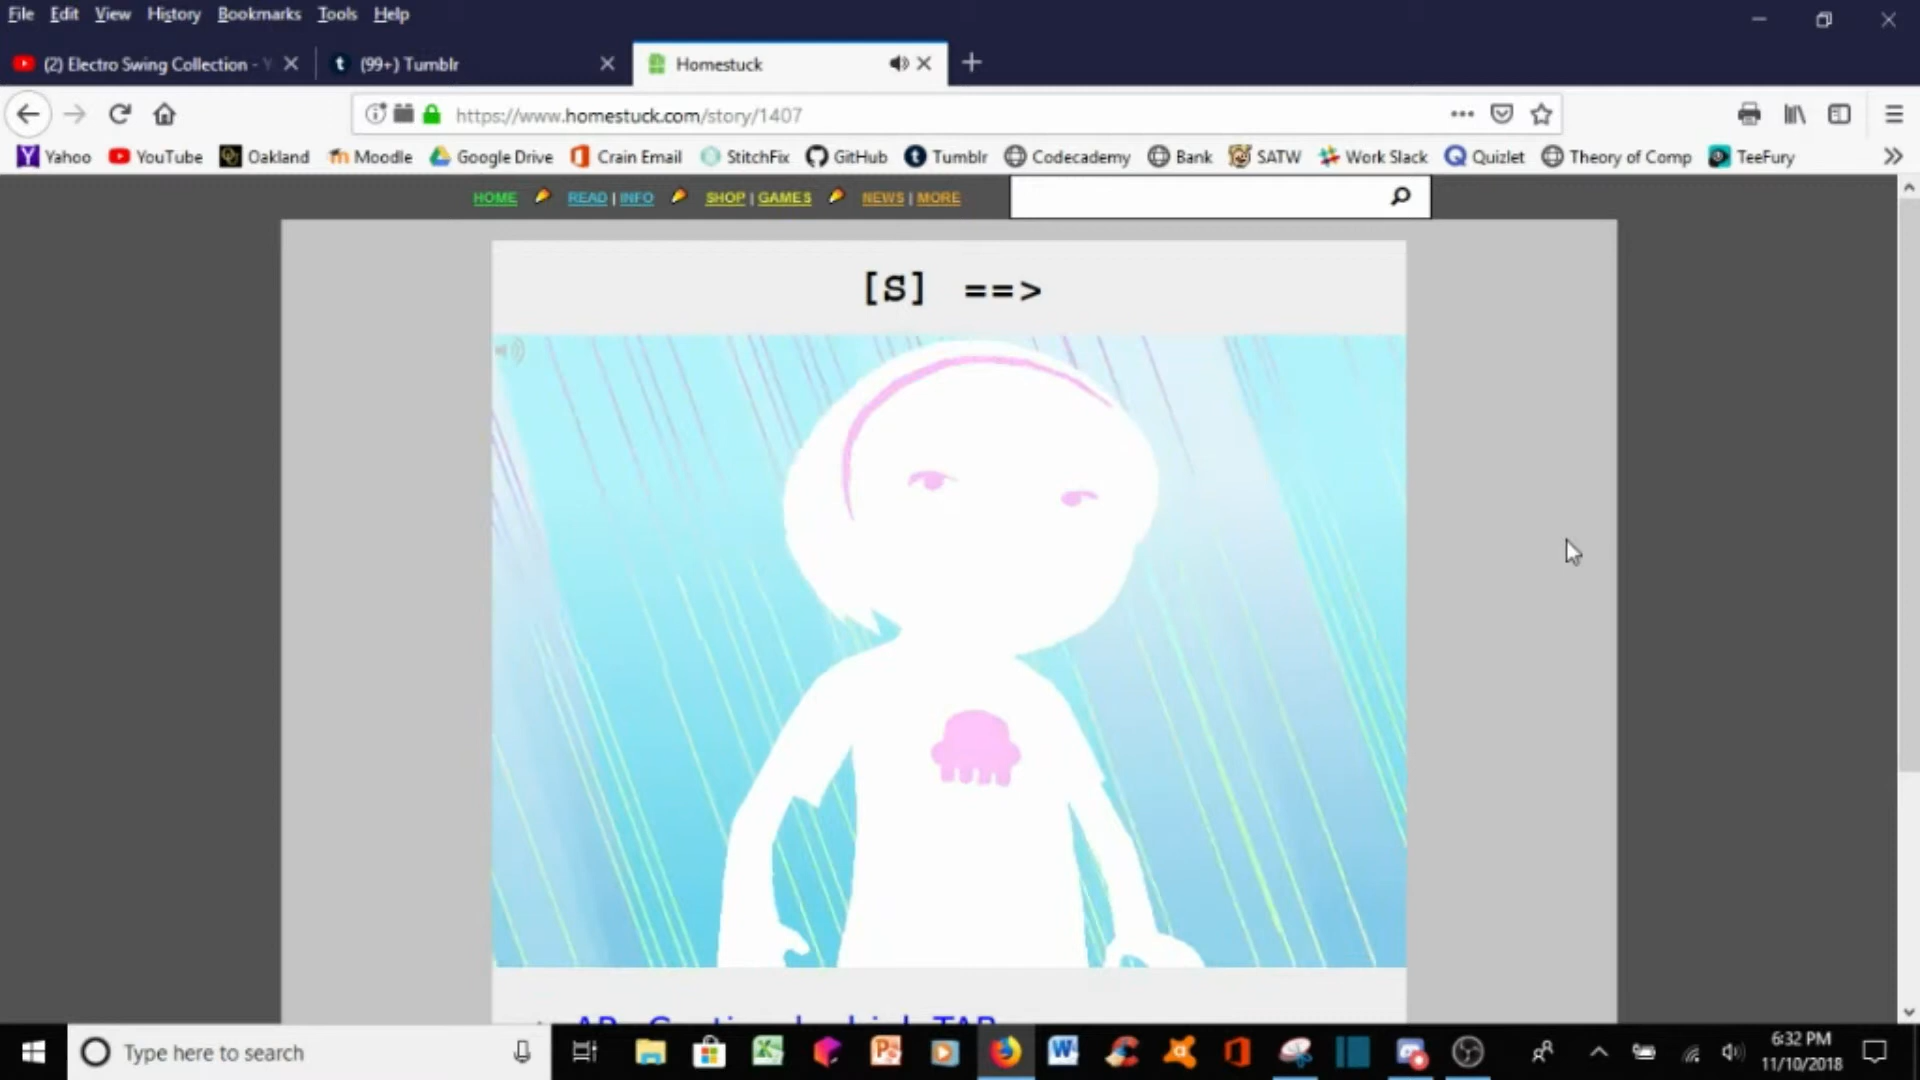 File Edit View History Bookmarks Tools Help
(2) Electro Swing Collection - Y
(99+) Tumblr
Homestuck
https://www.homestuck.com/story/1407
Yahoo YouTube Oakland Moodle Google Drive Crain Email StitchFix GitHub Tumblr Codecademy Bank SATW Work Slack Quizlet Theory of Comp TeeFury
HOME READ | INFO SHOP | GAMES NEWS | MORE
[S] ==>
Type here to search
6:32 PM
11/10/2018